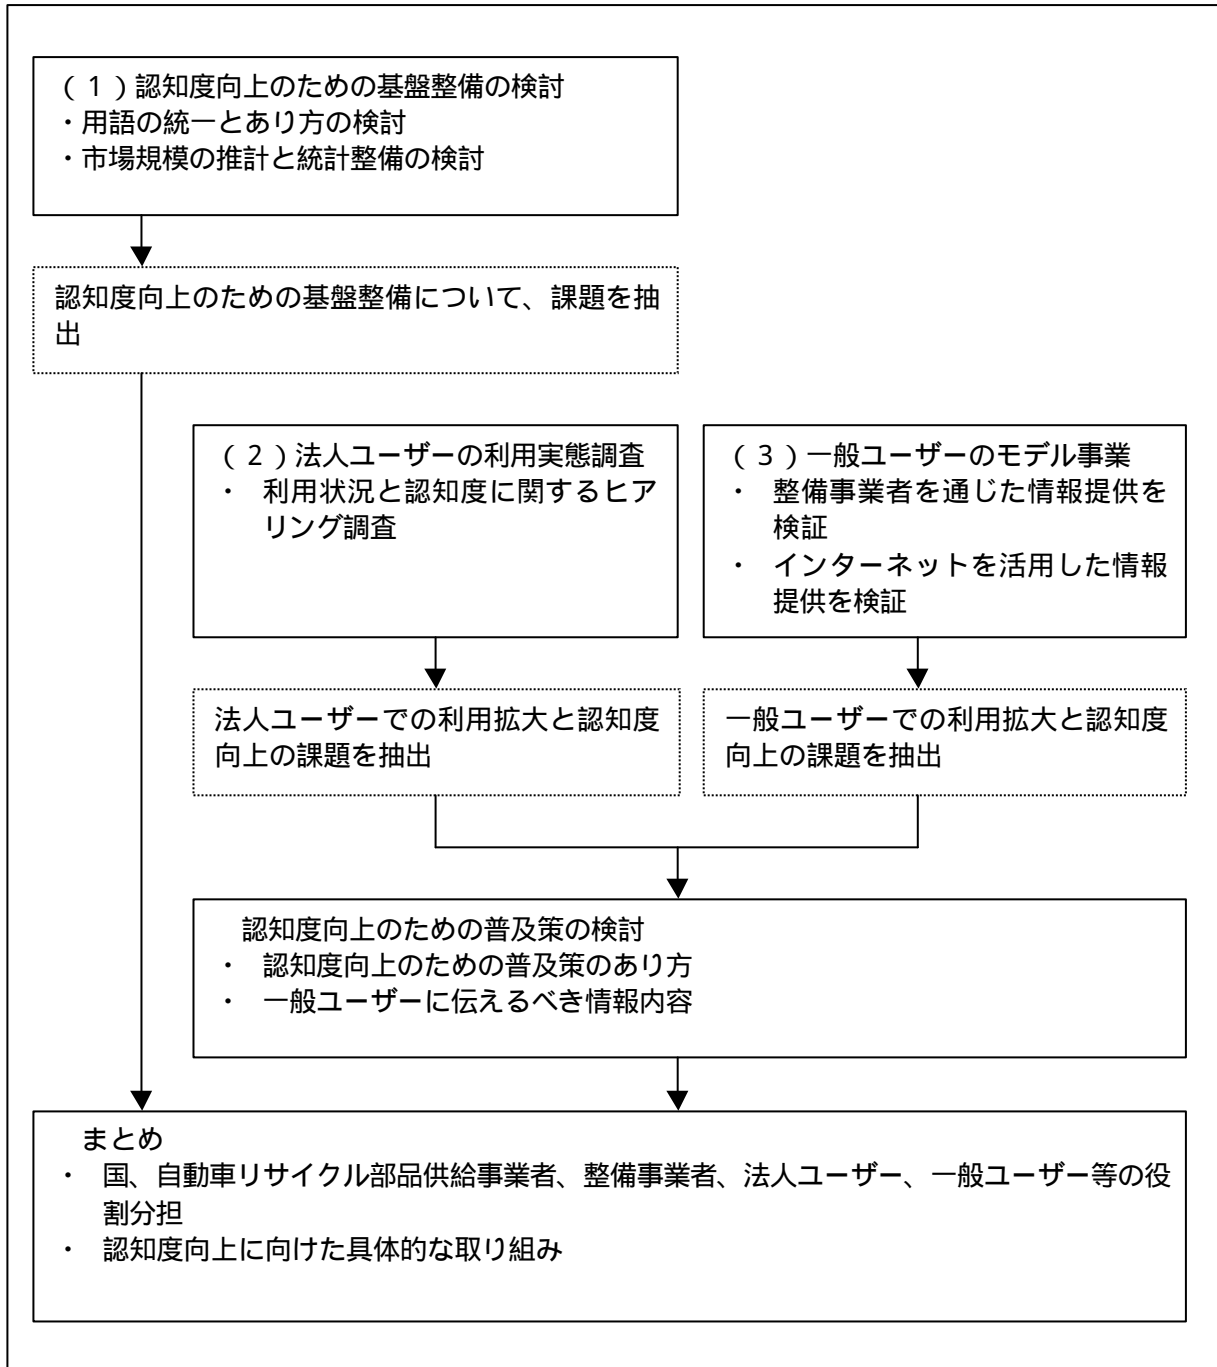 （１）認知度向上のための基盤整備の検討
・用語の統一とあり方の検討
・市場規模の推計と統計整備の検討
認知度向上のための基盤整備について、課題を抽
出
（２）法人ユーザーの利用実態調査
・ 利用状況と認知度に関するヒア
リング調査
（３）一般ユーザーのモデル事業
・ 整備事業者を通じた情報提供を
検証
・ インターネットを活用した情報
提供を検証
法人ユーザーでの利用拡大と認知度
向上の課題を抽出
一般ユーザーでの利用拡大と認知度
向上の課題を抽出
認知度向上のための普及策の検討
・ 認知度向上のための普及策のあり方
・ 一般ユーザーに伝えるべき情報内容
まとめ
・ 国、自動車リサイクル部品供給事業者、整備事業者、法人ユーザー、一般ユーザー等の役
割分担
・ 認知度向上に向けた具体的な取り組み